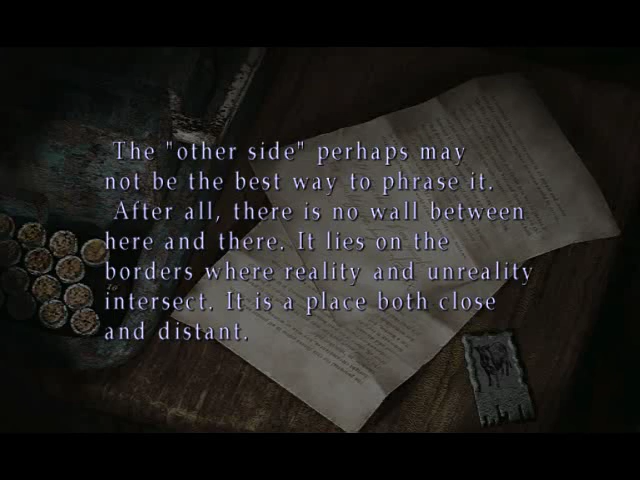 The "other side" perhaps may
not be the best way to phrase it.
After all, there is no wall between
here and there. It lies on the
borders where reality and unreality
intersect. It is a place both close
and distant.